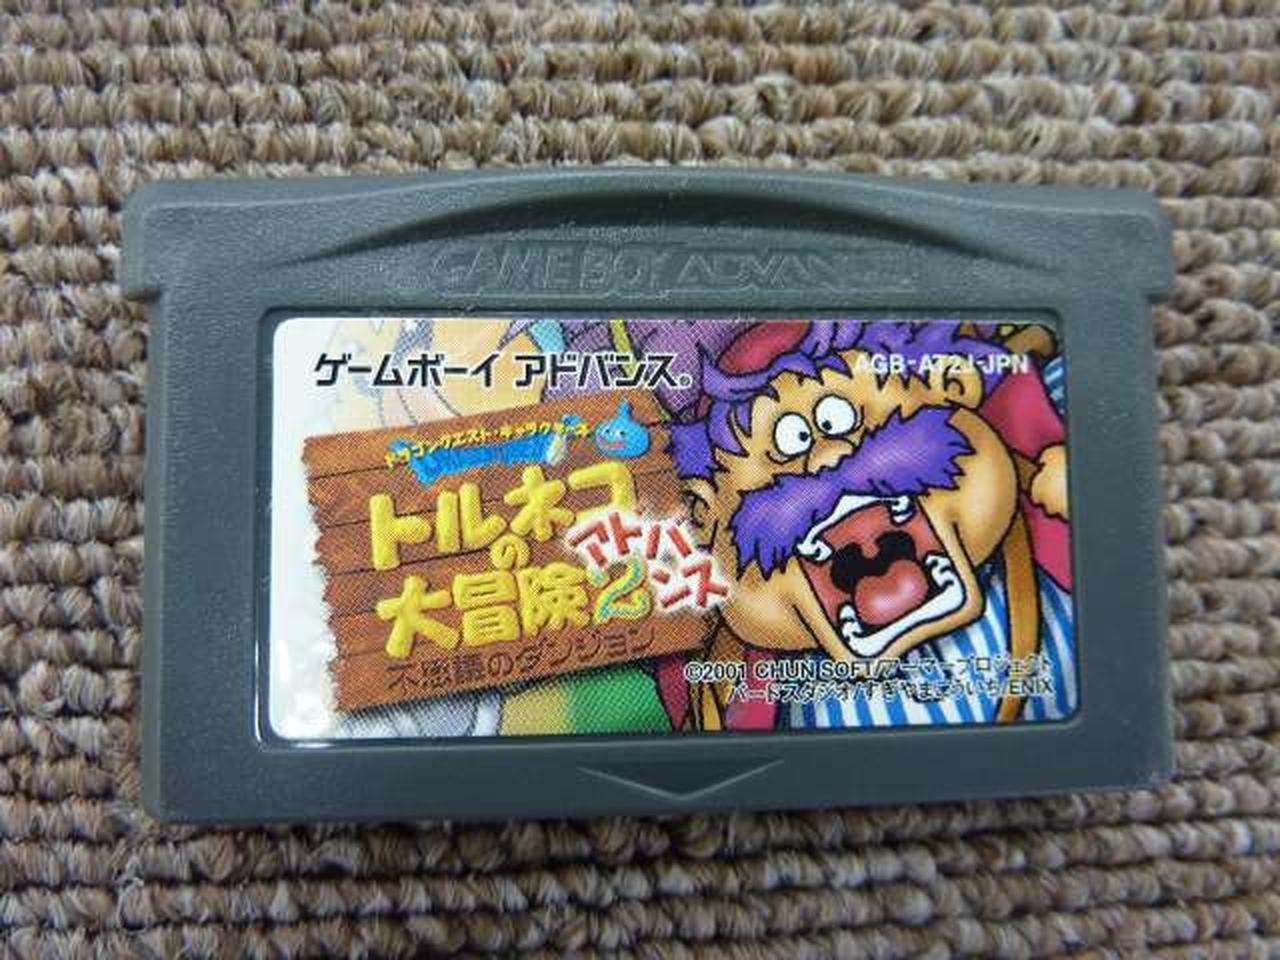 GAME BOY ADVANCE
ゲームボーイ アドバンス。
AGB-AT2J-JPN
ドラゴンクエスト・キャラクターズ
トルネコ
の
大冒険2
アドバンス
不思議のダンジョン
©2001 CHUN SOFT/アーマープロジェクト
バードスタジオ/すぎやまこういち/ENIX